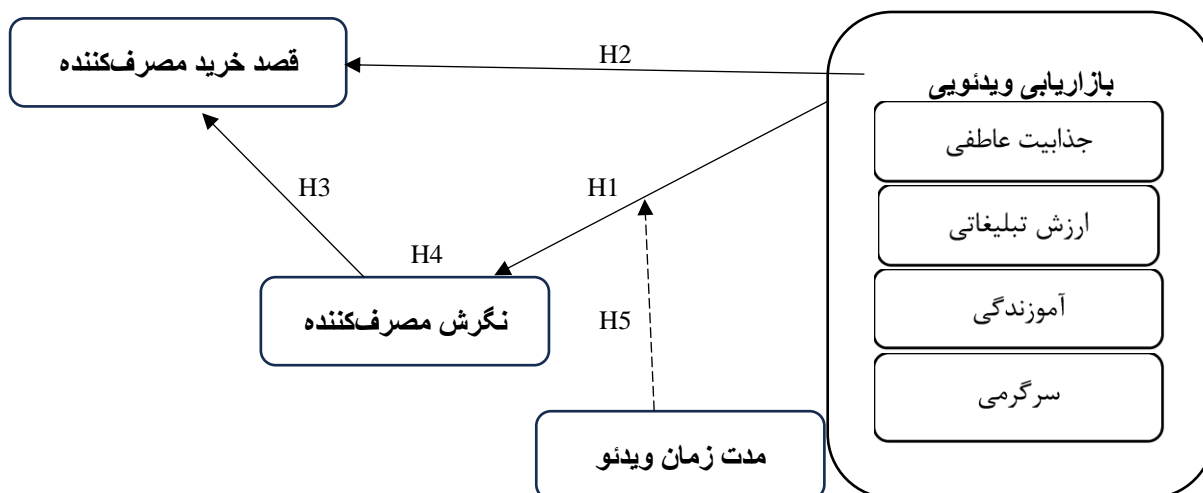 بازاریابی ویدئویی
جذابیت عاطفی
ارزش تبلیغاتی
آموزندگی
سرگرمی
H2
قصد خرید مصرف‌کننده
H1
H3
H4
نگرش مصرف‌کننده
H5
مدت زمان ویدئو